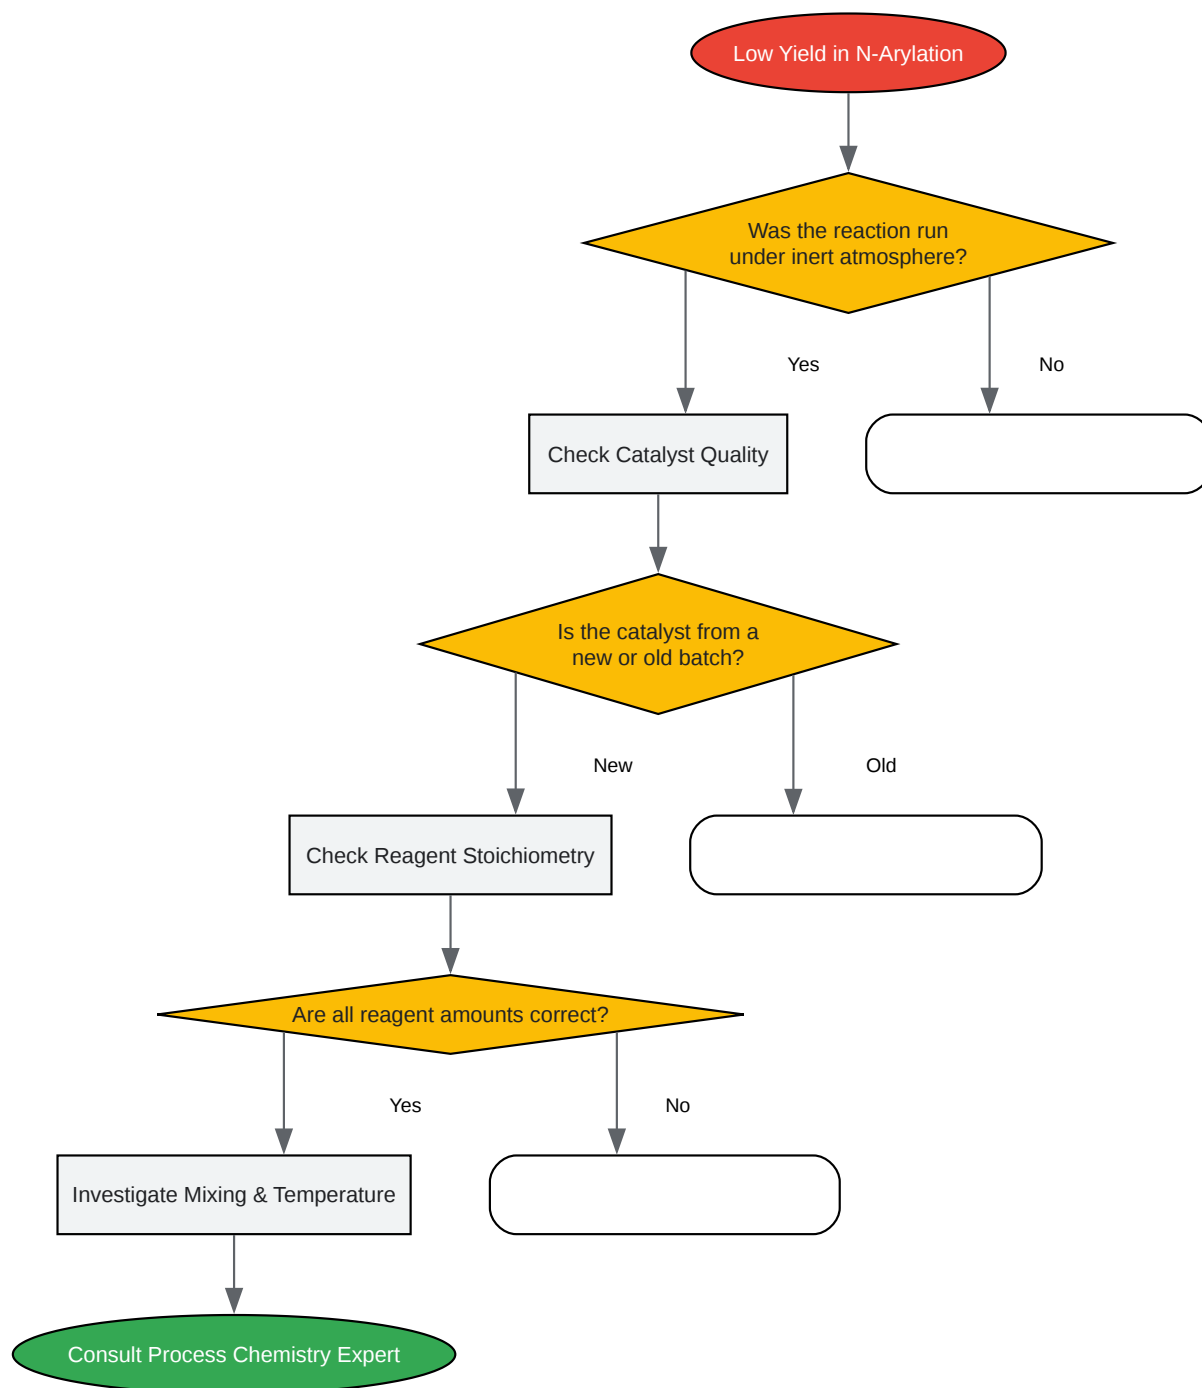 Low Yield in N-Arylation
Was the reaction run
under inert atmosphere?
Yes
No
Check Catalyst Quality
Is the catalyst from a
new or old batch?
New
Old
Check Reagent Stoichiometry
Are all reagent amounts correct?
Yes
No
Investigate Mixing & Temperature
Consult Process Chemistry Expert